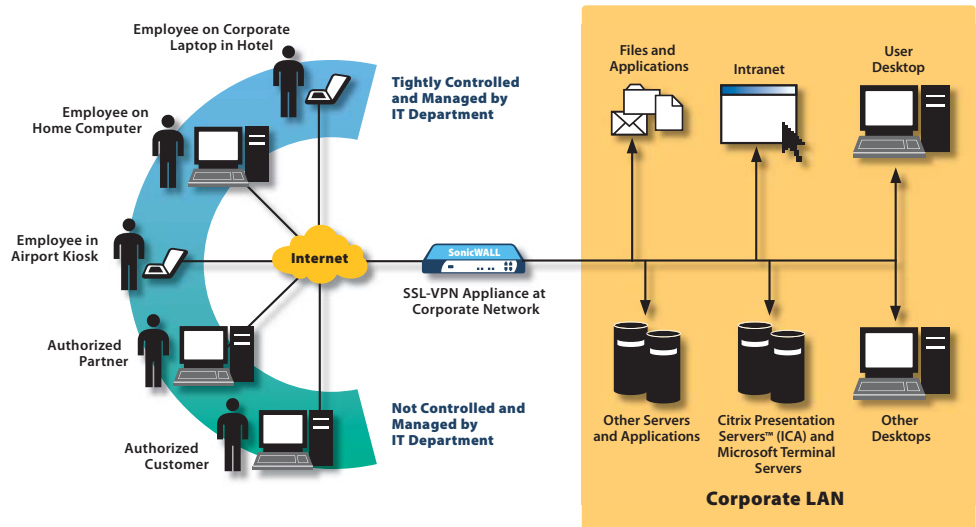 Employee on Corporate
Laptop in Hotel
Tightly Controlled
and Managed by
IT Department
Employee on
Home Computer
Employee in
Airport Kiosk
Internet
SonicWALL
SSL-VPN Appliance at
Corporate Network
Authorized
Partner
Authorized
Customer
Not Controlled and
Managed by
IT Department
Files and
Applications
Intranet
User
Desktop
Other Servers
and Applications
Citrix Presentation
Servers™ (ICA) and
Microsoft Terminal
Servers
Other
Desktops
Corporate LAN